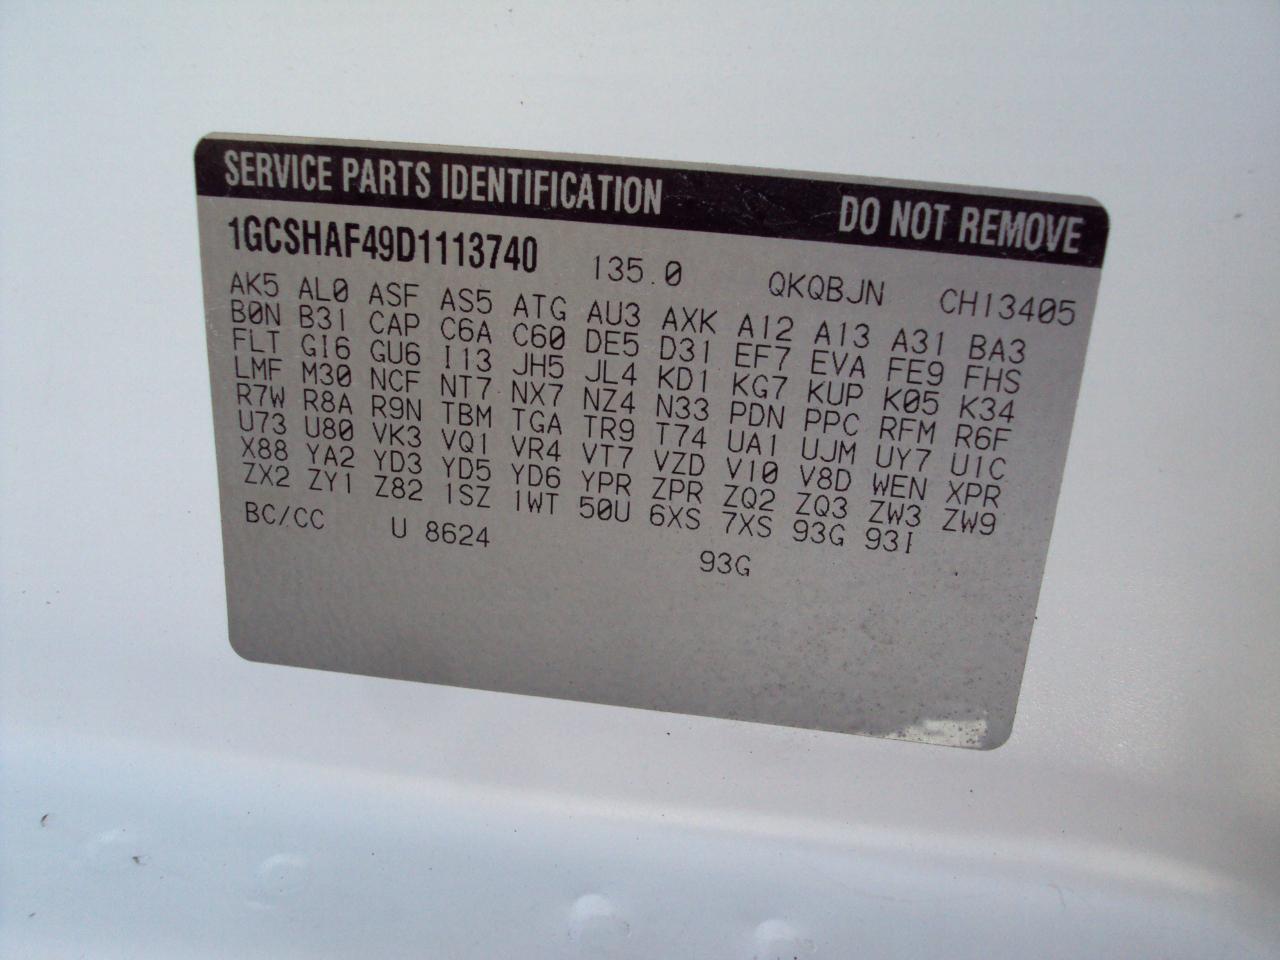 SERVICE PARTS IDENTIFICATION DO NOT REMOVE
1GCSHAF49D1113740 135.0 QKQBJN CH13405
AK5 AL0 ASF AS5 ATG AU3 AXK A12 A13 A31 BA3
B0N B31 CAP C6A C60 DE5 D31 EF7 EVA FE9 FHS
FLT G16 GU6 I13 JH5 JL4 KD1 KG7 KUP K05 K34
LMF M30 NCF NT7 NX7 NZ4 N33 PDN PPC RFM R6F
R7W R8A R9N TBM TGA TR9 T74 UA1 UJM UY7 U1C
U73 U80 VK3 VQ1 VR4 VT7 VZD V10 V8D WEN XPR
X88 YA2 YD3 YD5 YD6 YPR ZPR ZQ2 ZQ3 ZW3 ZW9
ZX2 ZY1 Z82 1SZ 1WT 50U 6XS 7XS 93G 93I
BC/CC U 8624 93G